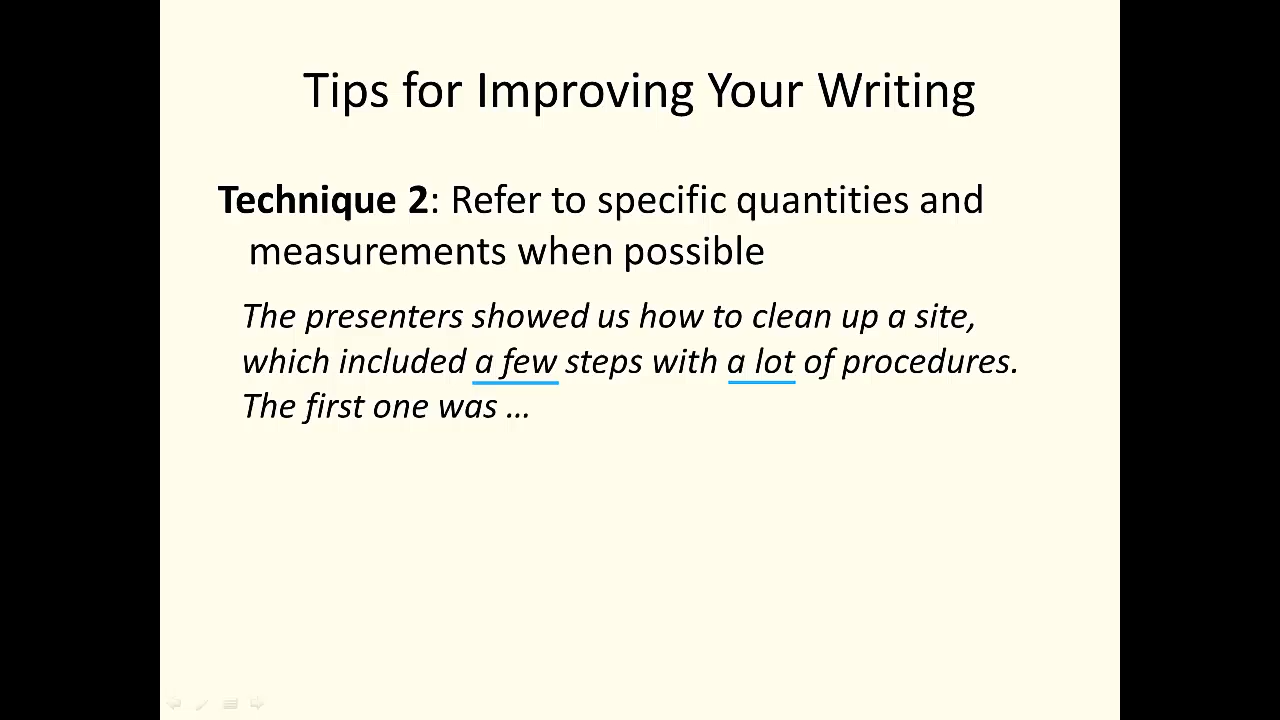 Tips for Improving Your Writing
Technique 2: Refer to specific quantities and
measurements when possible
The presenters showed us how to clean up a site,
which included a few steps with a lot of procedures.
The first one was ...